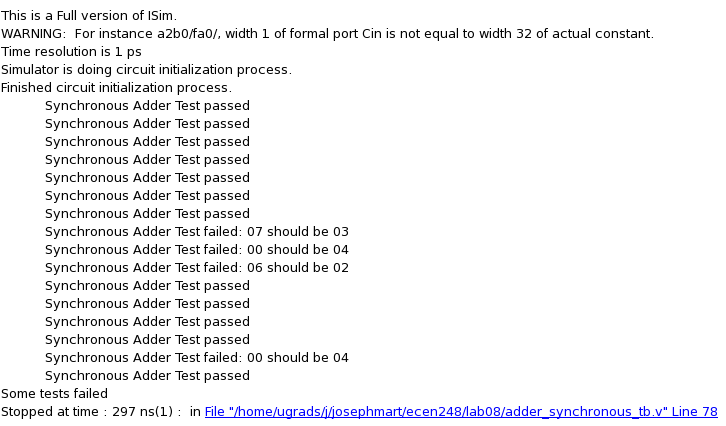 This is a Full version of ISim.
WARNING:  For instance a2b0/fa0/, width 1 of formal port Cin is not equal to width 32 of actual constant.
Time resolution is 1 ps
Simulator is doing circuit initialization process.
Finished circuit initialization process.
Synchronous Adder Test passed
Synchronous Adder Test passed
Synchronous Adder Test passed
Synchronous Adder Test passed
Synchronous Adder Test passed
Synchronous Adder Test passed
Synchronous Adder Test passed
Synchronous Adder Test failed: 07 should be 03
Synchronous Adder Test failed: 00 should be 04
Synchronous Adder Test failed: 06 should be 02
Synchronous Adder Test passed
Synchronous Adder Test passed
Synchronous Adder Test passed
Synchronous Adder Test passed
Synchronous Adder Test failed: 00 should be 04
Synchronous Adder Test passed
Some tests failed
Stopped at time : 297 ns(1) :  in File "/home/ugrads/j/josephmart/ecen248/lab08/adder_synchronous_tb.v" Line 78